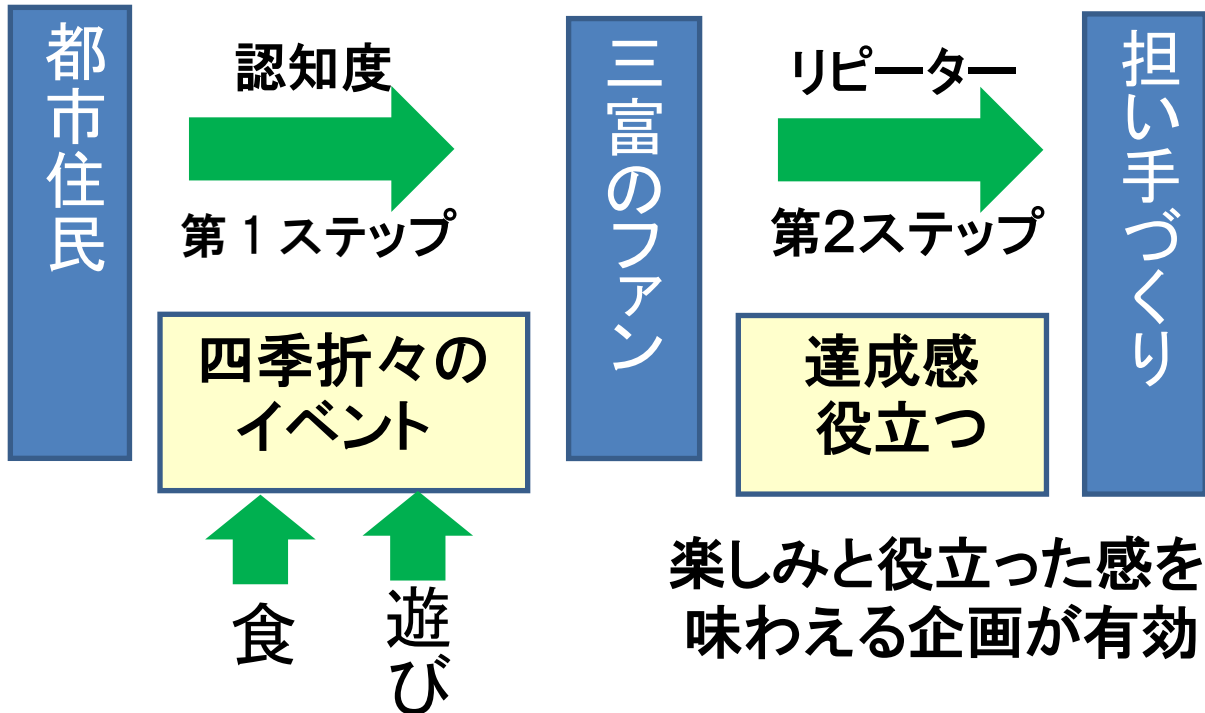 都市住民
認知度
第1ステップ
四季折々の
イベント
食
遊び
三富のファン
リピーター
第2ステップ
達成感
役立つ
担い手づくり
楽しみと役立った感を
味わえる企画が有効